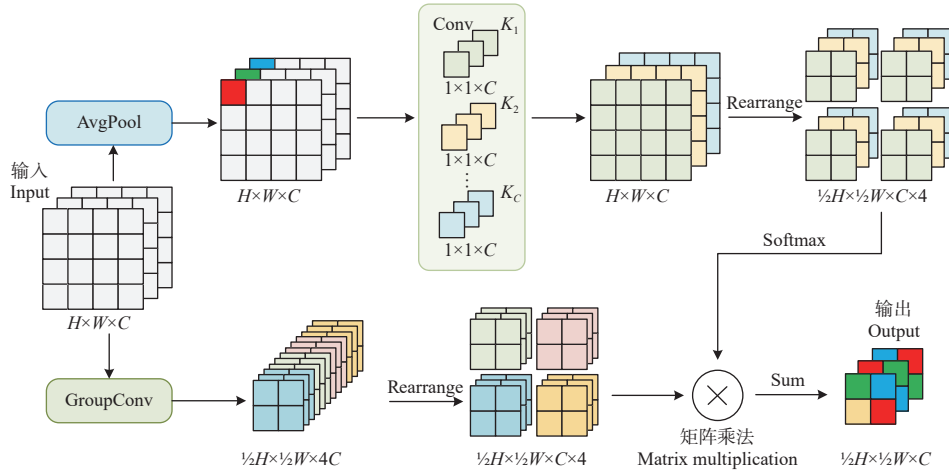 Conv
K₁
1×1×C
K₂
1×1×C
⋮
K_C
1×1×C
AvgPool
输入
Input
H×W×C
H×W×C
H×W×C
Rearrange
½H×½W×C×4
Softmax
GroupConv
½H×½W×4C
Rearrange
½H×½W×C×4
矩阵乘法
Matrix multiplication
Sum
输出
Output
½H×½W×C